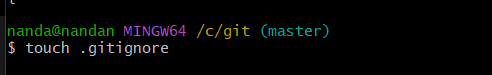 nanda@nandan MINGW64 /c/git (master)
$ touch .gitignore